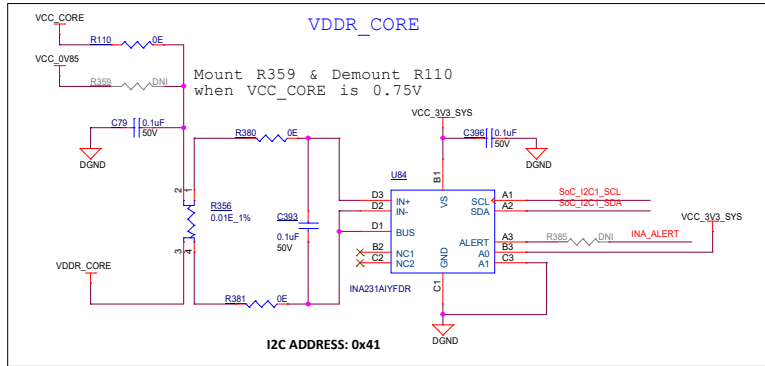 VDDR_CORE
VCC_CORE
R110 0E
VCC_0V85
R359 DNI
Mount R359 & Demount R110
when VCC_CORE is 0.75V
VCC_3V3_SYS
C79 0.1uF
50V
DGND
R380 0E
C396 0.1uF
50V
DGND
B1
U84
2 1
R356
0.01E_1%
3 4
C393
0.1uF
50V
D3 IN+ VS SCL A1 SoC_I2C1_SCL
D2 IN- SDA A2 SoC_I2C1_SDA
VCC_3V3_SYS
D1 BUS
ALERT A3 R385 DNI INA_ALERT
B2 NC1 A0 B3
C2 NC2 GND A1 C3
VDDR_CORE
R381 0E
INA231AIYFDR
C1
DGND
I2C ADDRESS: 0x41